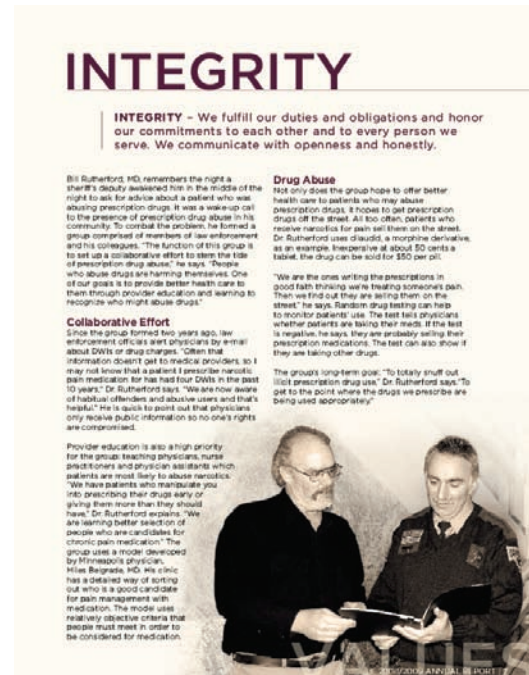 INTEGRITY
INTEGRITY – We fulfill our duties and obligations and honor
our commitments to each other and to every person we
serve. We communicate with openness and honestly.
Bill Rutherford, MD, remembers the night a
sheriff's deputy awakened him in the middle of the
night to ask for advice about a patient who was
abusing prescription drugs. It was a wake-up call
to the presence of prescription drug abuse in his
community. To combat the problem, he formed a
group comprised of members of law enforcement
and his colleagues. "The function of this group is
to set up a collaborative effort to stem the tide
of prescription drug abuse," he says. "People
who abuse drugs are harming themselves. One
of our goals is to provide better health care to
them through provider education and learning to
recognize who might abuse drugs."
Collaborative Effort
Since the group formed two years ago, law
enforcement officials alert physicians by e-mail
about DWIs or drug charges. "Often that
information doesn't get to medical providers, so I
may not know that a patient I prescribe narcotic
pain medication for has had four DWIs in the past
10 years," Dr. Rutherford says. "We are now aware
of habitual offenders and abusive users and that's
helpful." He is quick to point out that physicians
only receive public information so no one's rights
are compromised.
Provider education is also a high priority
for the group: teaching physicians, nurse
practitioners and physician assistants which
patients are most likely to abuse narcotics.
"We have patients who manipulate you
into prescribing their drugs early or
giving them more than they should
have," Dr. Rutherford explains. "We
are learning better selection of
people who are candidates for
chronic pain medication." The
group uses a model developed
by Minneapolis physician,
Miles Belgrade, MD. His clinic
has a detailed way of sorting
out who is a good candidate
for pain management with
medication. The model uses
relatively objective criteria that
people must meet in order to
be considered for medication.
Drug Abuse
Not only does the group hope to offer better
health care to patients who may abuse
prescription drugs, it hopes to get prescription
drugs off the street. All too often, patients who
receive narcotics for pain sell them on the street.
Dr. Rutherford uses dilaudid, a morphine derivative,
as an example. Inexpensive at about 50 cents a
tablet, the drug can be sold for $50 per pill.
"We are the ones writing the prescriptions in
good faith thinking we're treating someone's pain.
Then we find out they are selling them on the
street," he says. Random drug testing can help
to monitor patients' use. The test tells physicians
whether patients are taking their meds. If the test
is negative, he says, they are probably selling their
prescription medications. The test can also show if
they are taking other drugs.
The group's long-term goal: "To totally snuff out
illicit prescription drug use," Dr. Rutherford says. "To
get to the point where the drugs we prescribe are
being used appropriately."
VALUES
2008/2009 ANNUAL REPORT